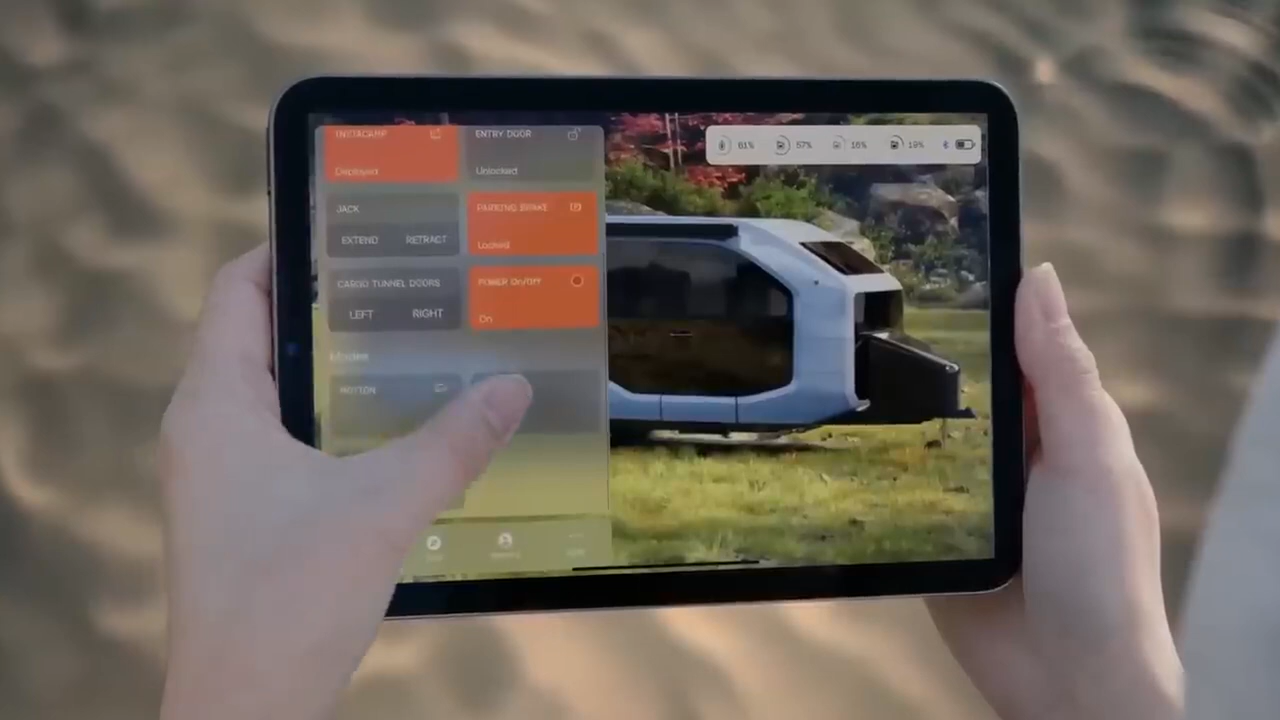 INSTACAMP
Deployed
ENTRY DOOR
Unlocked
JACK
EXTEND RETRACT
PARKING BRAKE
Locked
CARGO TUNNEL DOORS
LEFT RIGHT
POWER ON/OFF
On
Modes
61% 57% 16% 19%